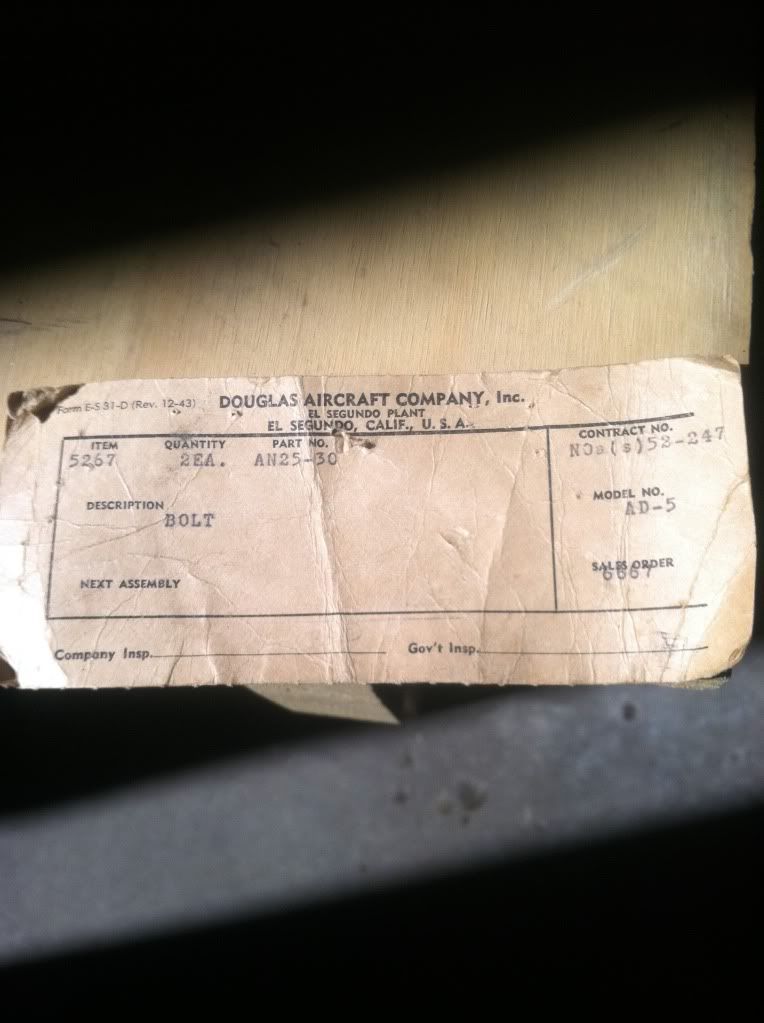 Form E-S 31-D (Rev. 12-43)
DOUGLAS AIRCRAFT COMPANY, Inc.
EL SEGUNDO PLANT
EL SEGUNDO, CALIF., U. S. A.
ITEM QUANTITY PART NO.
5267 2EA. AN25-30
DESCRIPTION
BOLT
NEXT ASSEMBLY
CONTRACT NO.
NOa(s)52-247
MODEL NO.
AD-5
SALES ORDER
6667
Company Insp. Gov't Insp.